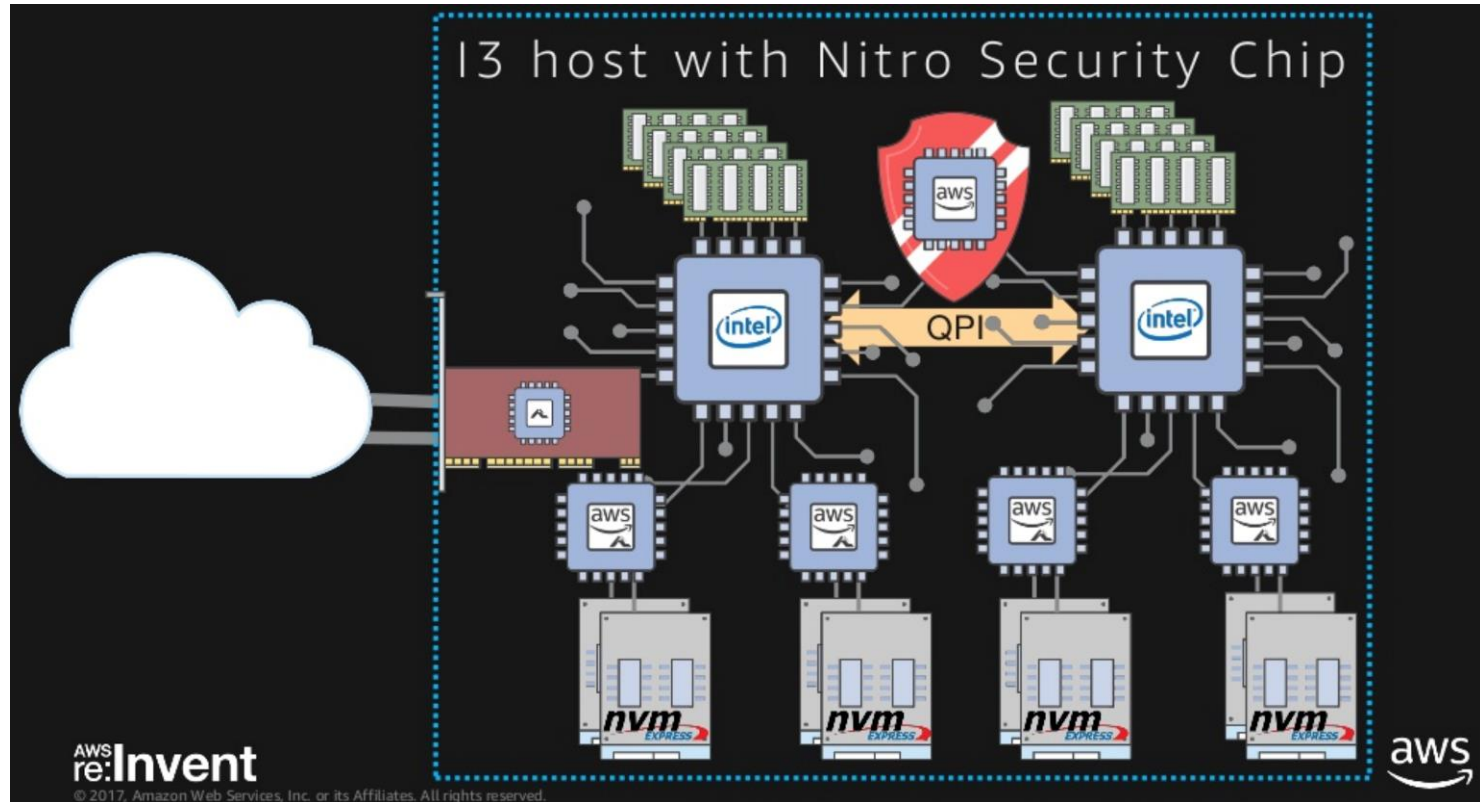 I3 host with Nitro Security Chip
aws
intel
QPI
intel
aws
aws
aws
aws
nvm
EXPRESS
nvm
EXPRESS
nvm
EXPRESS
nvm
EXPRESS
AWS
re:Invent
© 2017, Amazon Web Services, Inc. or its Affiliates. All rights reserved.
aws